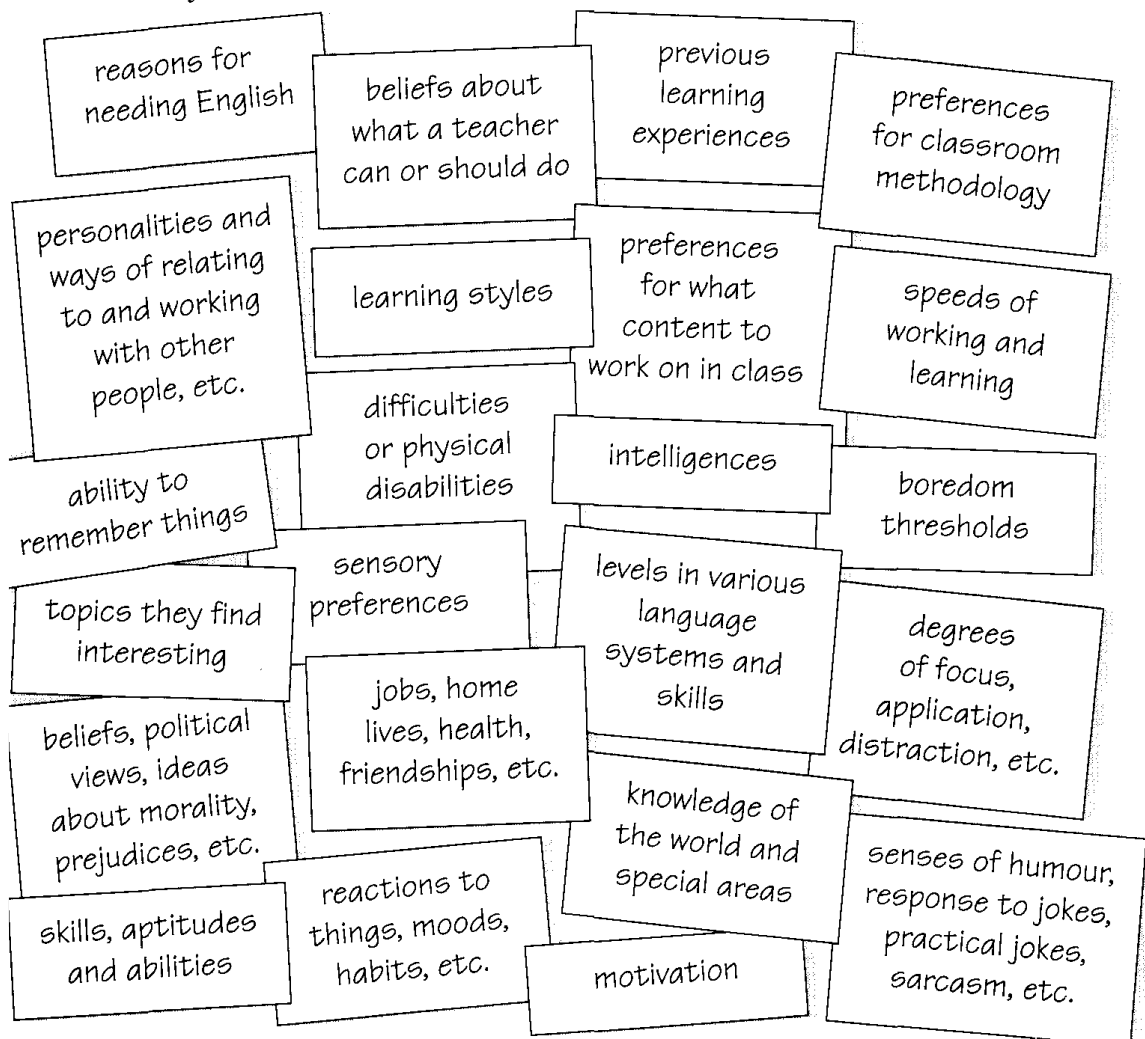 reasons for
needing English
beliefs about
what a teacher
can or should do
previous
learning
experiences
preferences
for classroom
methodology
personalities and
ways of relating
to and working
with other
people, etc.
learning styles
preferences
for what
content to
work on in class
speeds of
working and
learning
difficulties
or physical
disabilities
intelligences
boredom
thresholds
ability to
remember things
sensory
preferences
levels in various
language
systems and
skills
degrees
of focus,
application,
distraction, etc.
topics they find
interesting
jobs, home
lives, health,
friendships, etc.
beliefs, political
views, ideas
about morality,
prejudices, etc.
knowledge of
the world and
special areas
senses of humour,
response to jokes,
practical jokes,
sarcasm, etc.
skills, aptitudes
and abilities
reactions to
things, moods,
habits, etc.
motivation